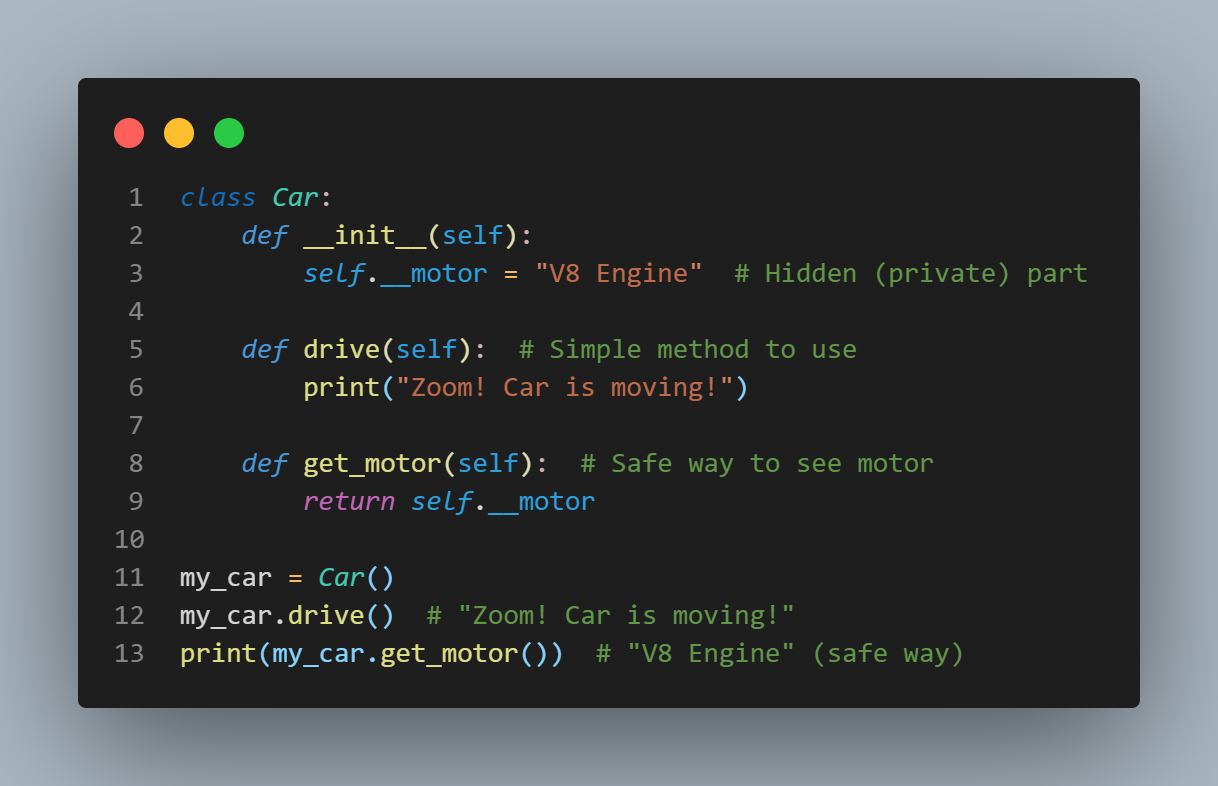 1 class Car:
2     def __init__(self):
3         self.__motor = "V8 Engine"  # Hidden (private) part
4
5     def drive(self):  # Simple method to use
6         print("Zoom! Car is moving!")
7
8     def get_motor(self):  # Safe way to see motor
9         return self.__motor
10
11 my_car = Car()
12 my_car.drive()  # "Zoom! Car is moving!"
13 print(my_car.get_motor())  # "V8 Engine" (safe way)